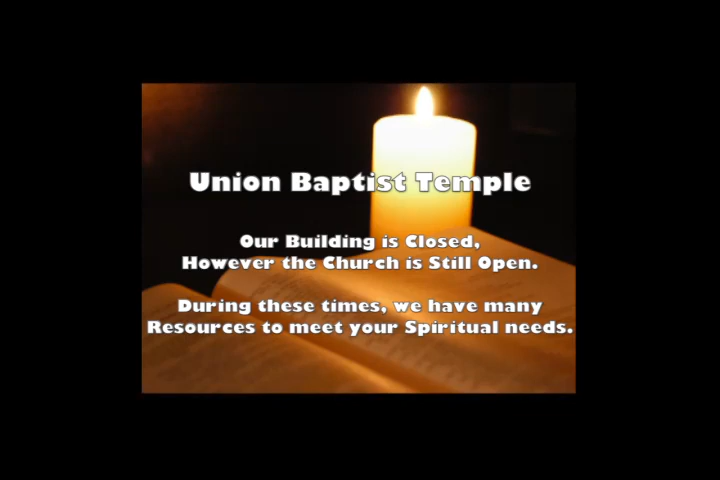 Union Baptist Temple
Our Building is Closed,
However the Church is Still Open.
During these times, we have many
Resources to meet your Spiritual needs.